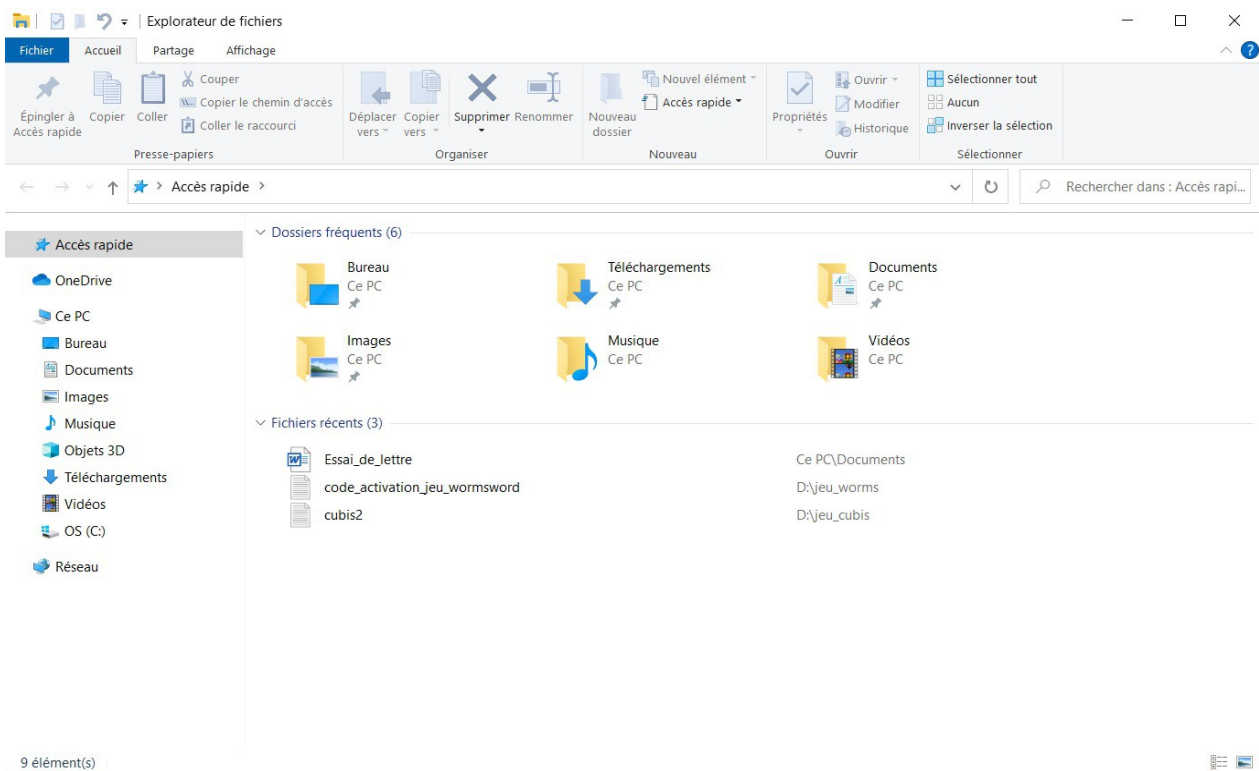 Explorateur de fichiers
Fichier Accueil Partage Affichage
Épingler à Accès rapide
Copier
Coller
Couper
Copier le chemin d'accès
Coller le raccourci
Presse-papiers
Déplacer vers
Copier vers
Supprimer
Renommer
Organiser
Nouveau dossier
Nouvel élément
Accès rapide
Nouveau
Propriétés
Ouvrir
Modifier
Historique
Ouvrir
Sélectionner tout
Aucun
Inverser la sélection
Sélectionner
Accès rapide
Rechercher dans : Accès rapi...
Accès rapide
OneDrive
Ce PC
Bureau
Documents
Images
Musique
Objets 3D
Téléchargements
Vidéos
OS (C:)
Réseau
Dossiers fréquents (6)
Bureau
Ce PC
Téléchargements
Ce PC
Documents
Ce PC
Images
Ce PC
Musique
Ce PC
Vidéos
Ce PC
Fichiers récents (3)
Essai_de_lettre Ce PC\Documents
code_activation_jeu_wormsword D:\jeu_worms
cubis2 D:\jeu_cubis
9 élément(s)